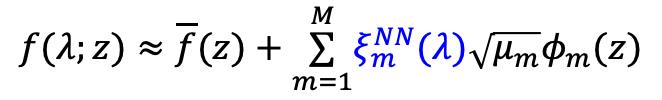 f(λ; z) ≈ f̅(z) + ∑_{m=1}^{M} ξ_m^{NN}(λ)√μ_m ϕ_m(z)